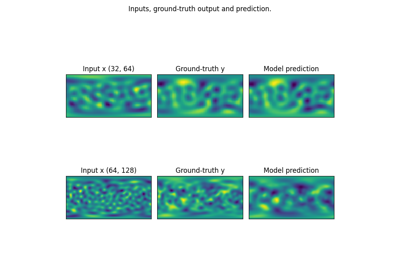 Inputs, ground-truth output and prediction.
Input x (32, 64) Ground-truth y Model prediction
Input x (64, 128) Ground-truth y Model prediction